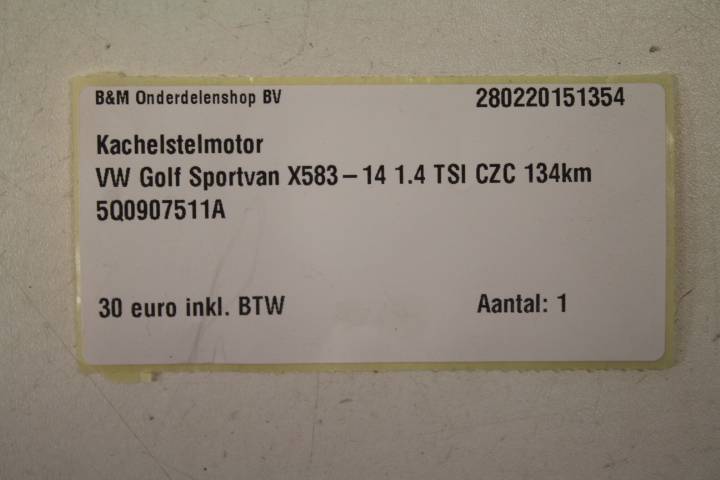 B&M Onderdelenshop BV 280220151354
Kachelstelmotor
VW Golf Sportvan X583-14 1.4 TSI CZC 134km
5Q0907511A
30 euro inkl. BTW Aantal: 1